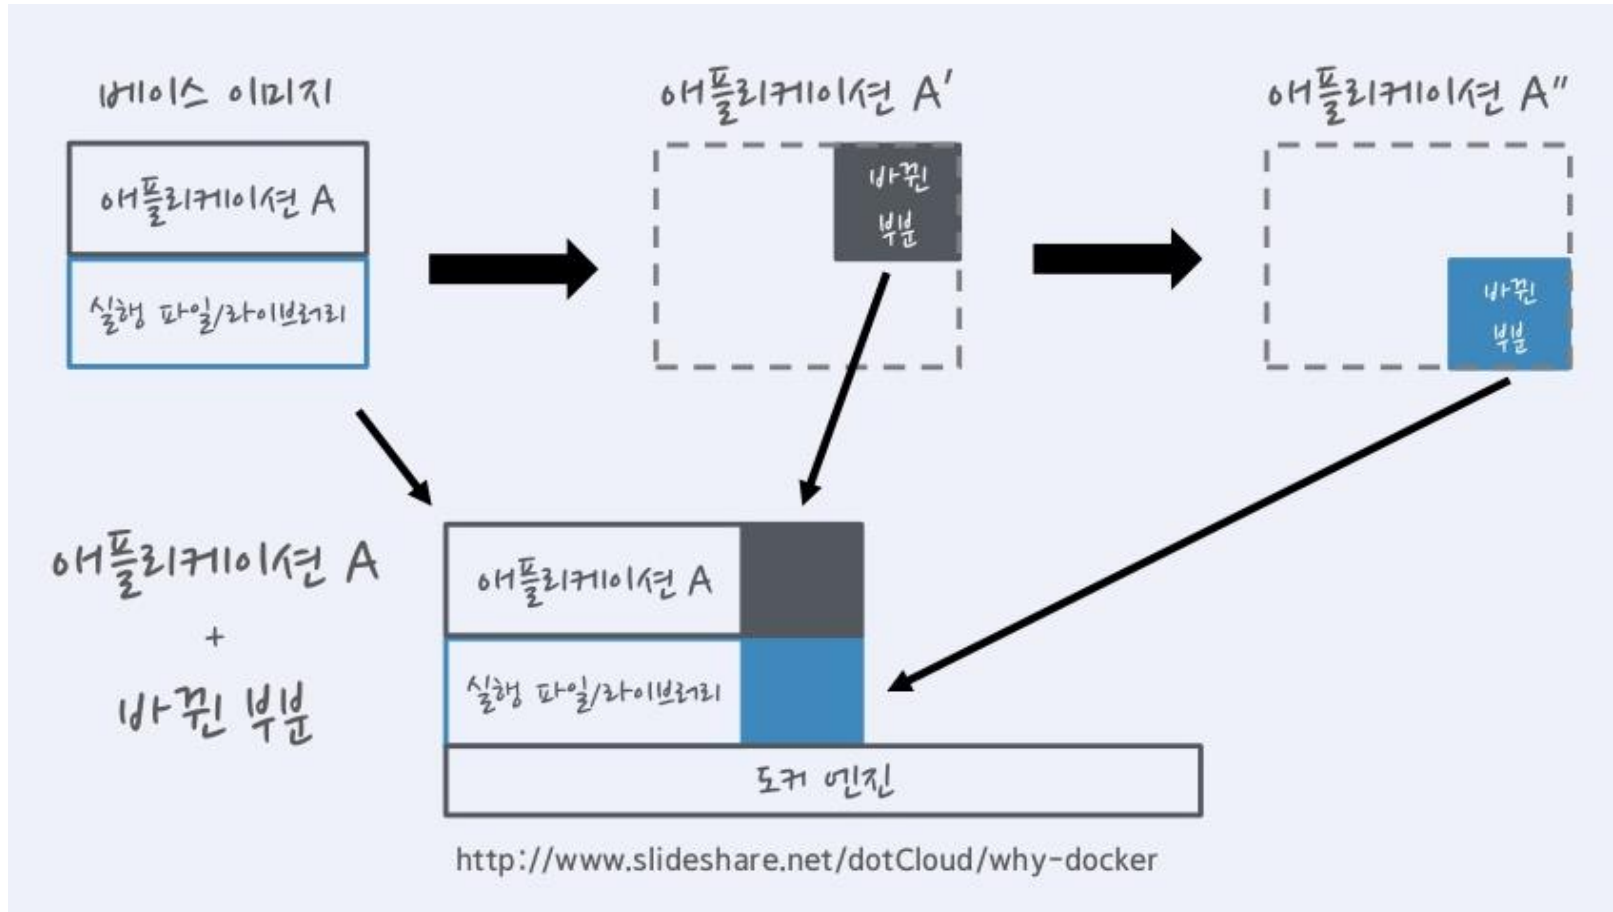 베이스 이미지
애플리케이션 A
실행 파일/라이브러리
애플리케이션 A′
바뀐
부분
애플리케이션 A″
바뀐
부분
애플리케이션 A
+
바뀐 부분
애플리케이션 A
실행 파일/라이브러리
도커 엔진
http://www.slideshare.net/dotCloud/why-docker